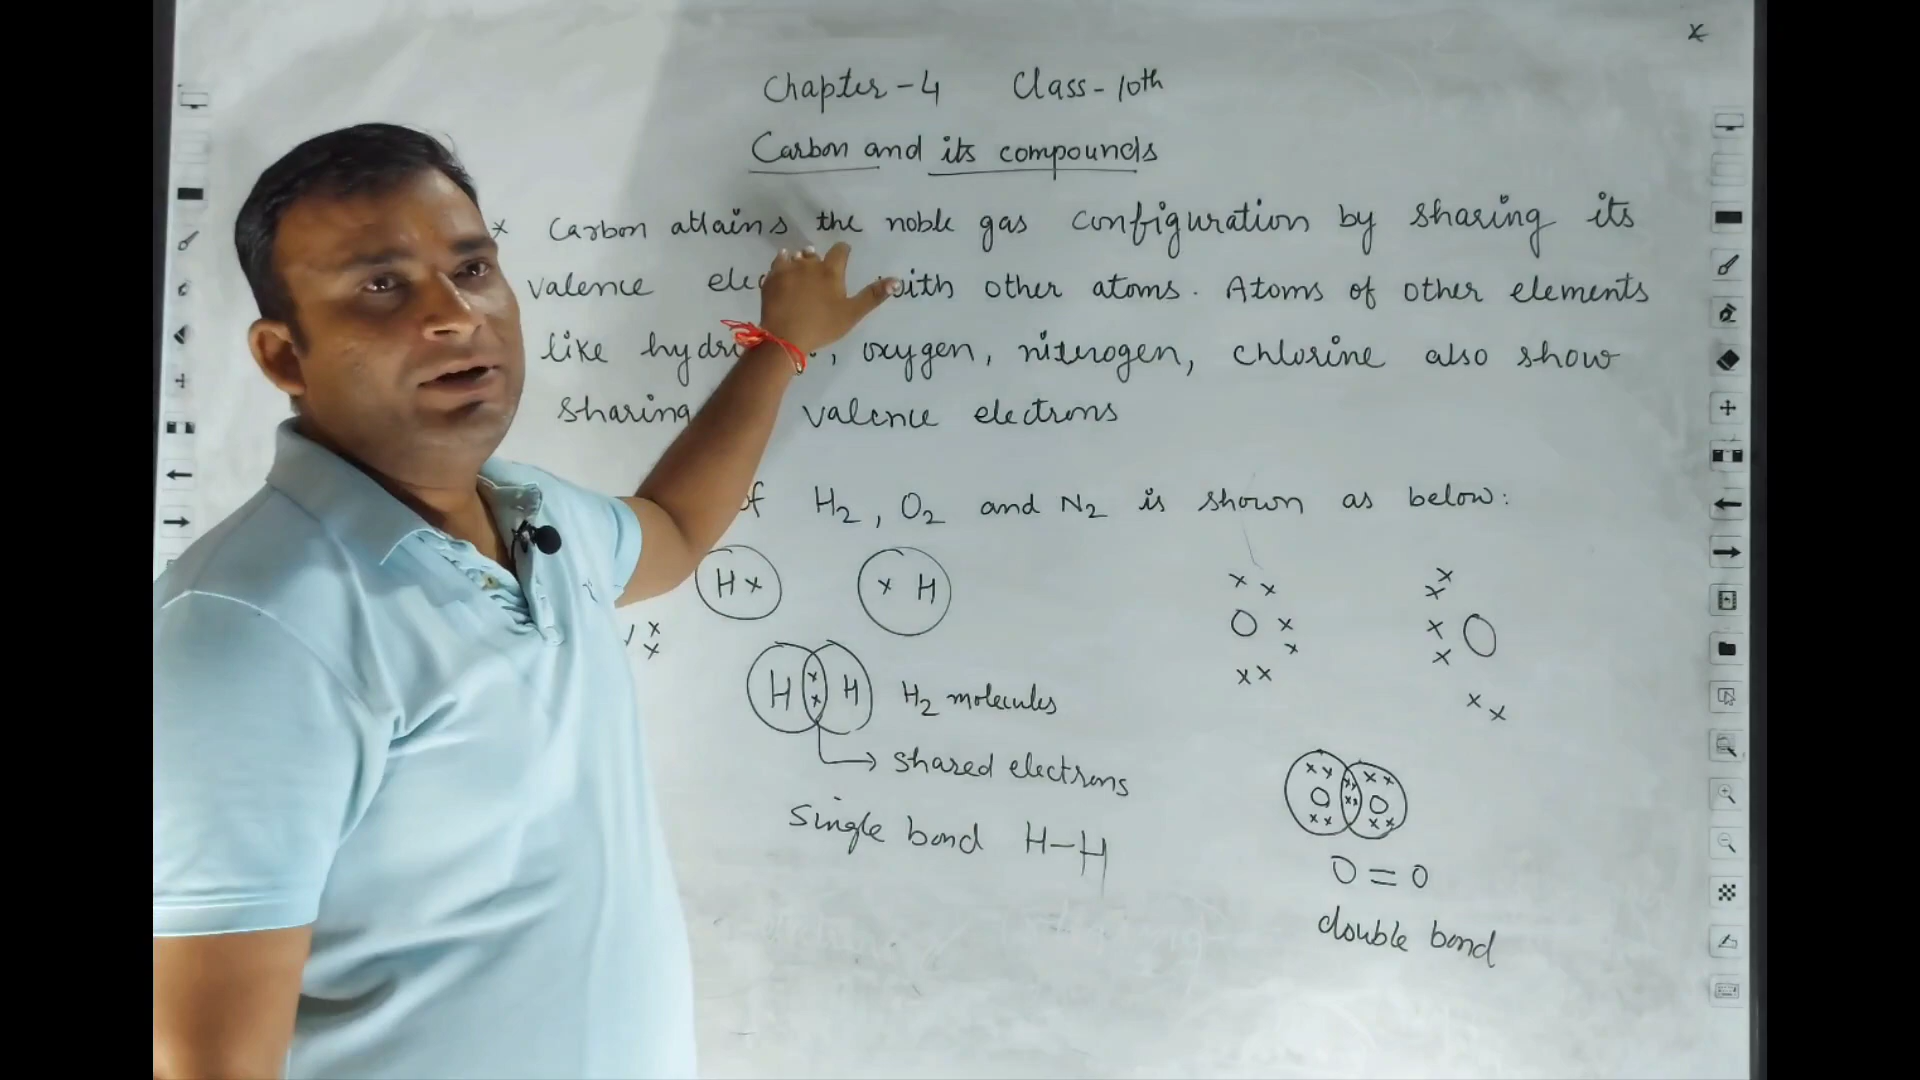 Chapter - 4 Class - 10th
Carbon and its compounds
x Carbon attains the noble gas configuration by sharing its
valence with other atoms. Atoms of other elements
like , oxygen, niterogen, chlorine also show
sharing valence electrons
of H2, O2 and N2 is shown as below:
H x x H
x x
x x
O x
x
x x
x
x
x O
x
x x
x
x
H x x H H2 molecules
→ shared electrons
Single bond H-H
x x x x x x
O x x O
x x x x
O = O
double bond